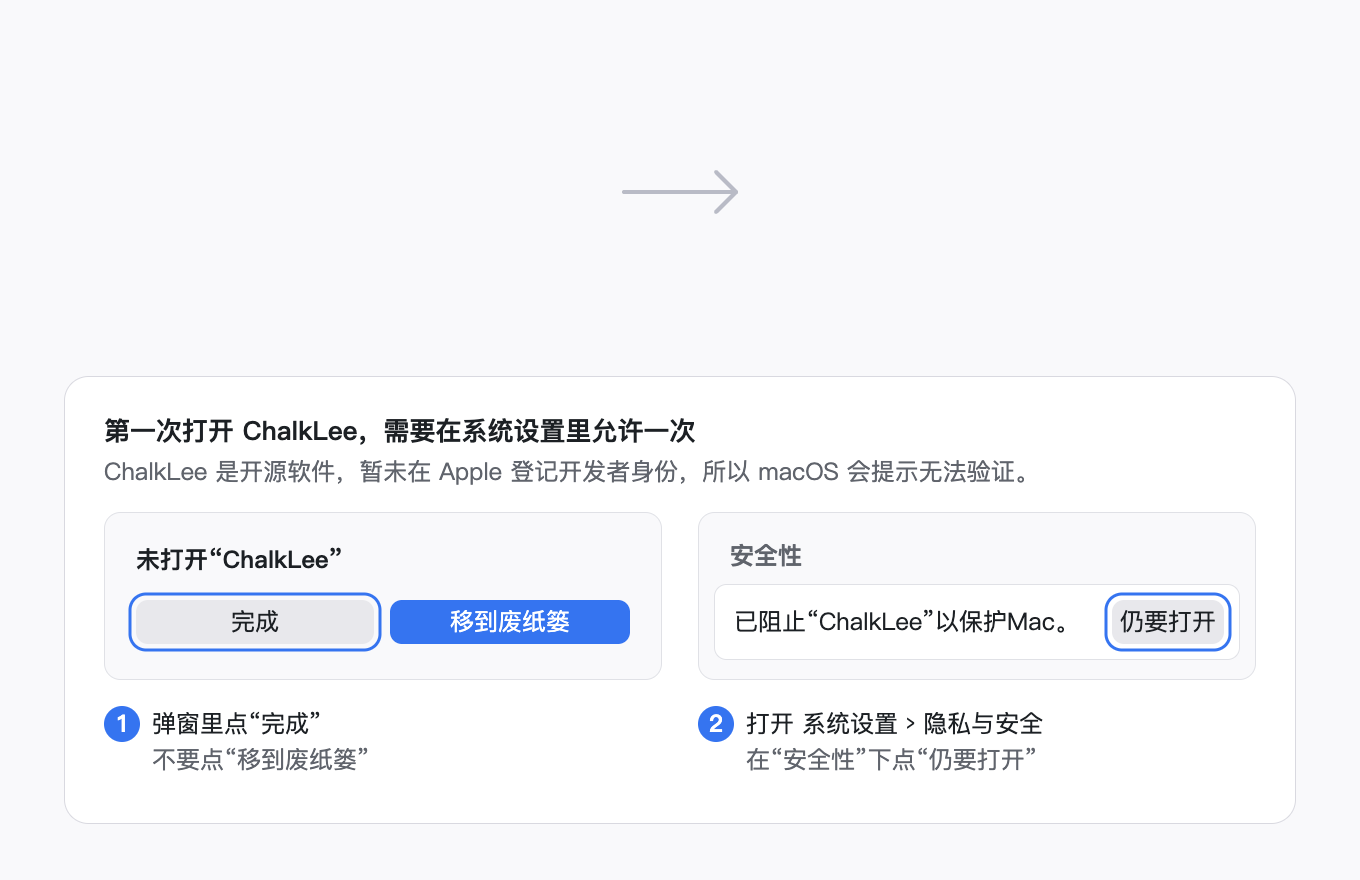 第一次打开 ChalkLee，需要在系统设置里允许一次
ChalkLee 是开源软件，暂未在 Apple 登记开发者身份，所以 macOS 会提示无法验证。
未打开“ChalkLee”
完成
移到废纸篓
安全性
已阻止“ChalkLee”以保护Mac。
仍要打开
1 弹窗里点“完成”
不要点“移到废纸篓”
2 打开 系统设置 › 隐私与安全
在“安全性”下点“仍要打开”